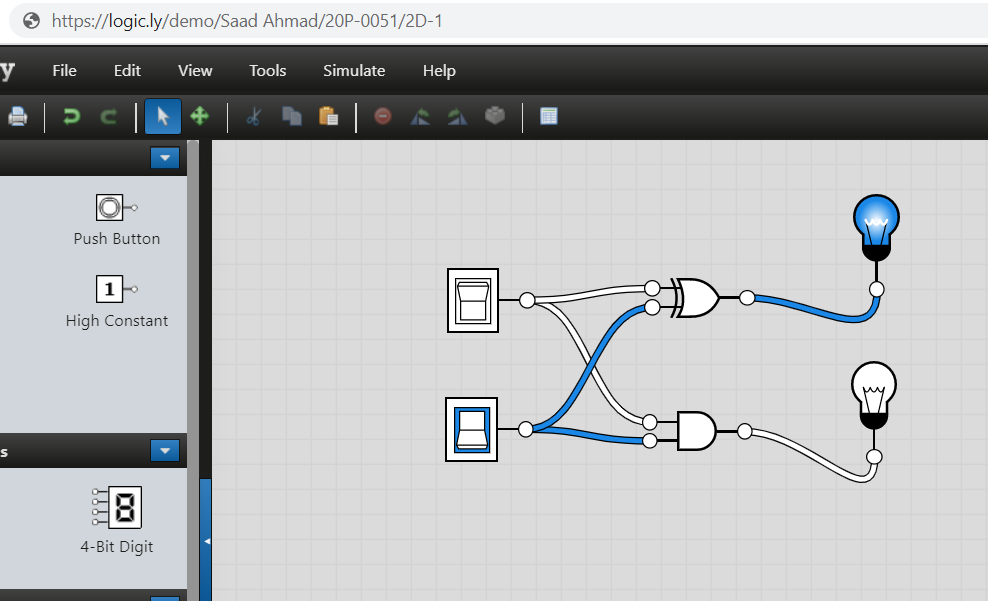 https://logic.ly/demo/Saad Ahmad/20P-0051/2D-1
y File Edit View Tools Simulate Help
Push Button
1
High Constant
s
8
4-Bit Digit